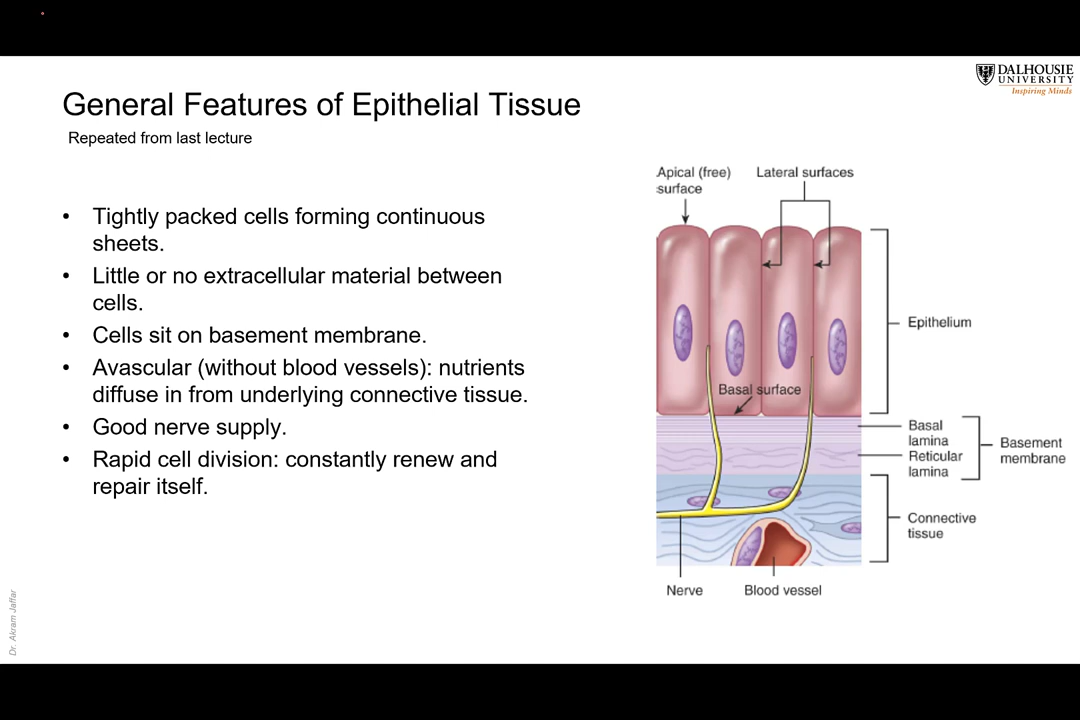 DALHOUSIE
UNIVERSITY
Inspiring Minds
General Features of Epithelial Tissue
Repeated from last lecture
• Tightly packed cells forming continuous
sheets.
• Little or no extracellular material between
cells.
• Cells sit on basement membrane.
• Avascular (without blood vessels): nutrients
diffuse in from underlying connective tissue.
• Good nerve supply.
• Rapid cell division: constantly renew and
repair itself.
Apical (free)
surface
Lateral surfaces
Epithelium
Basal surface
Basal
lamina
Reticular
lamina
Basement
membrane
Connective
tissue
Nerve
Blood vessel
Dr. Akram Jaffar